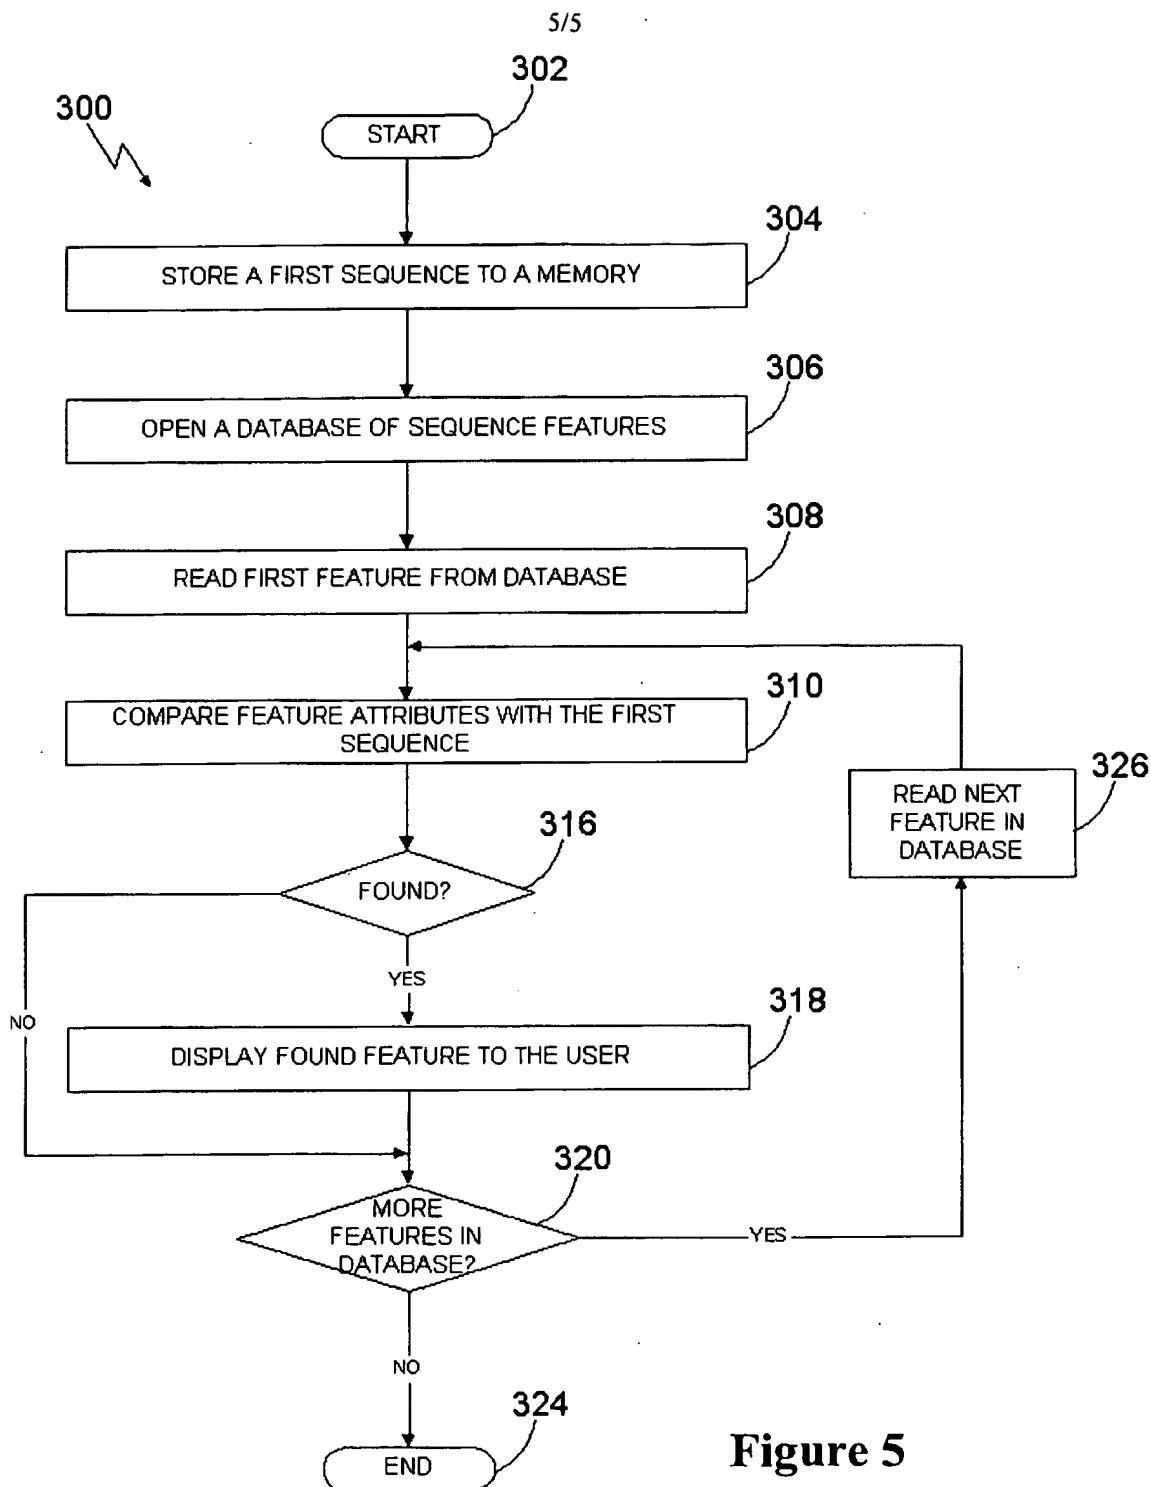 5/5
302
300
START
304
STORE A FIRST SEQUENCE TO A MEMORY
306
OPEN A DATABASE OF SEQUENCE FEATURES
308
READ FIRST FEATURE FROM DATABASE
310
COMPARE FEATURE ATTRIBUTES WITH THE FIRST
SEQUENCE
326
READ NEXT
FEATURE IN
DATABASE
316
FOUND?
YES
NO
318
DISPLAY FOUND FEATURE TO THE USER
320
MORE
FEATURES IN
DATABASE?
YES
NO
324
END
Figure 5